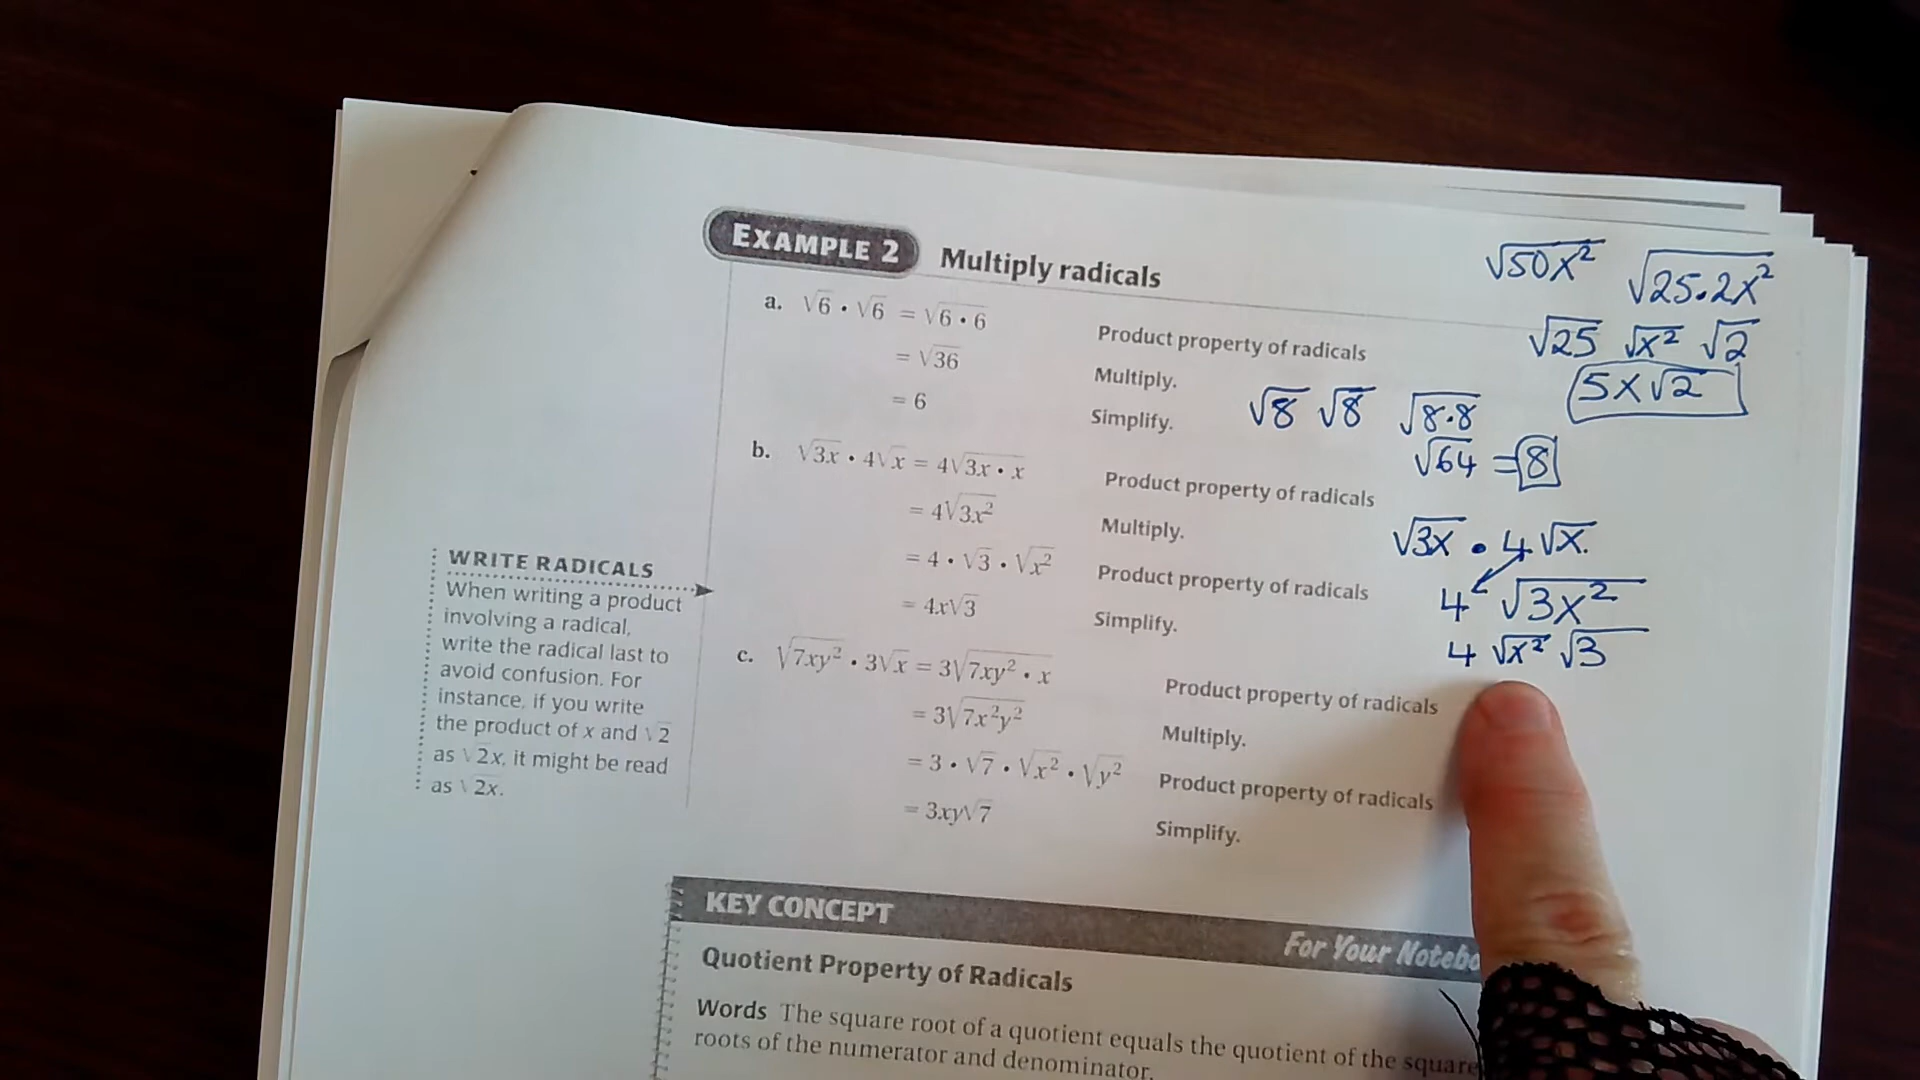 EXAMPLE 2 Multiply radicals
a. √6 • √6 = √6 • 6 Product property of radicals
= √36 Multiply.
= 6 Simplify.
b. √3x • 4√x = 4√3x • x Product property of radicals
= 4√3x² Multiply.
= 4 • √3 • √x² Product property of radicals
= 4x√3 Simplify.
c. √7xy² • 3√x = 3√7xy² • x Product property of radicals
= 3√7x²y² Multiply.
= 3 • √7 • √x² • √y² Product property of radicals
= 3xy√7 Simplify.
WRITE RADICALS
When writing a product
involving a radical,
write the radical last to
avoid confusion. For
instance, if you write
the product of x and √2
as √2x, it might be read
as √2x.
√50x² √25•2x²
√25 √x² √2
5x√2
√8 √8 √8•8
√64 = 8
√3x • 4√x
4 √3x²
4 √x² √3
KEY CONCEPT For Your
Quotient Property of Radicals
Words The square root of a quotient equals the quotient of the square
roots of the numerator and denominator.